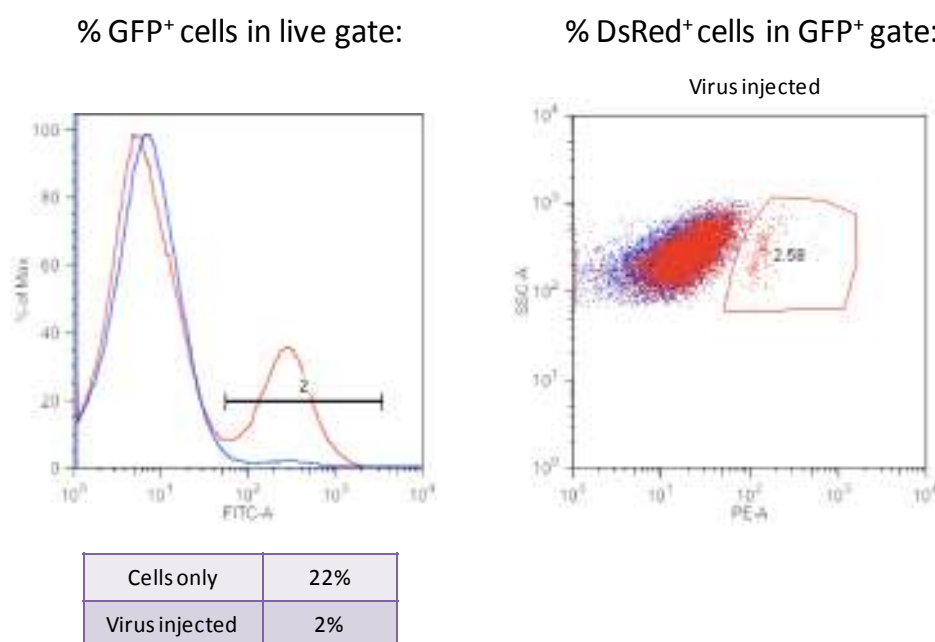 % GFP⁺ cells in live gate:
% DsRed⁺ cells in GFP⁺ gate:
Virus injected
100
80
60
40
20
0
% of Max
2
10⁰ 10¹ 10² 10³ 10⁴
FITC-A
10⁴
10³
10²
10¹
10⁰
SSC-A
2.58
10⁰ 10¹ 10² 10³ 10⁴
PE-A
Cells only 22%
Virus injected 2%